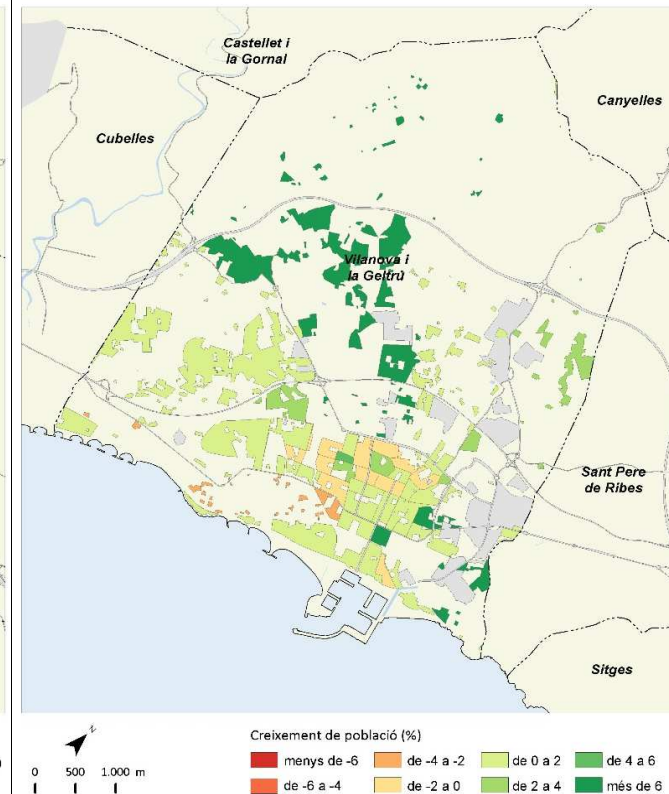 Castellet i
la Gornal
Canyelles
Cubelles
Vilanova i
la Geltrú
Sant Pere
de Ribes
Sitges
N
0 500 1.000 m
Creixement de població (%)
menys de -6 de -4 a -2 de 0 a 2 de 4 a 6
de -6 a -4 de -2 a 0 de 2 a 4 més de 6